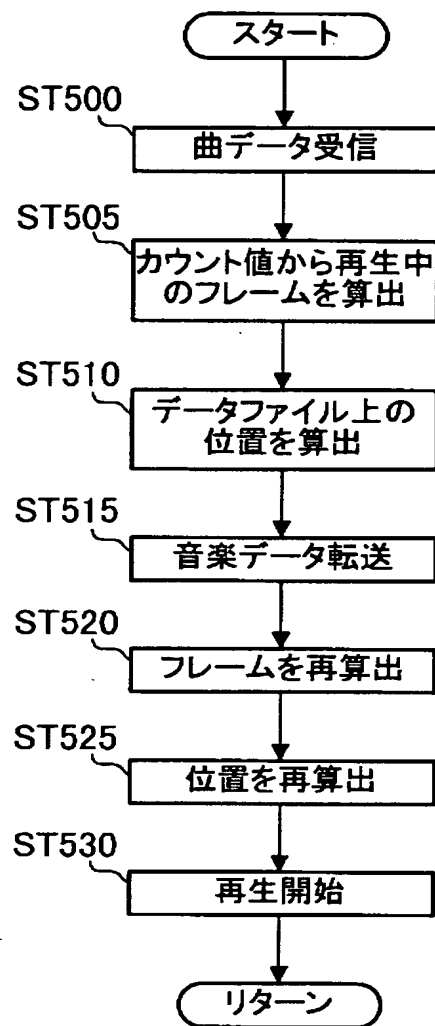 スタート
ST500
曲データ受信
ST505
カウント値から再生中
のフレームを算出
ST510
データファイル上の
位置を算出
ST515
音楽データ転送
ST520
フレームを再算出
ST525
位置を再算出
ST530
再生開始
リターン